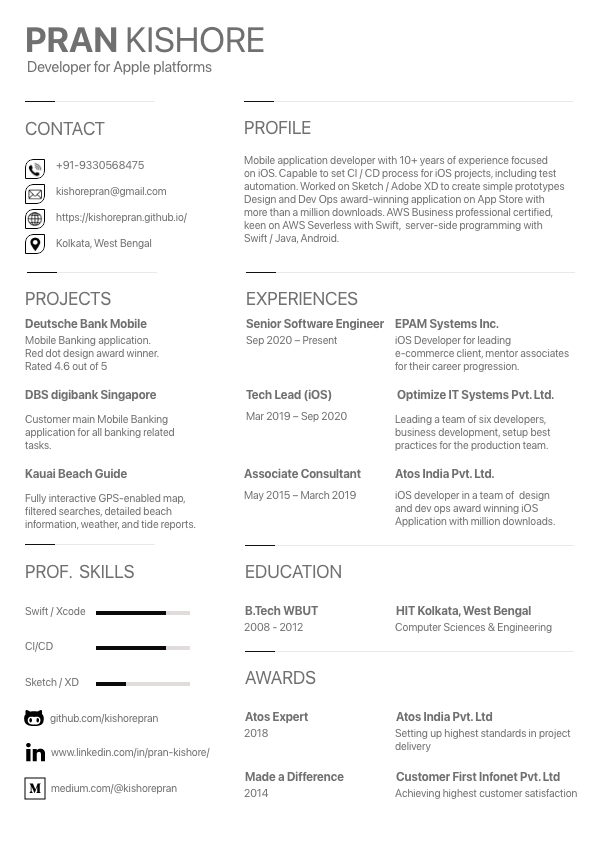 PRAN KISHORE
Developer for Apple platforms
CONTACT
+91-9330568475
kishorepran@gmail.com
https://kishorepran.github.io/
Kolkata, West Bengal
PROFILE
Mobile application developer with 10+ years of experience focused
on iOS. Capable to set CI / CD process for iOS projects, including test
automation. Worked on Sketch / Adobe XD to create simple prototypes
Design and Dev Ops award-winning application on App Store with
more than a million downloads. AWS Business professional certified,
keen on AWS Severless with Swift, server-side programming with
Swift / Java, Android.
PROJECTS
Deutsche Bank Mobile
Mobile Banking application.
Red dot design award winner.
Rated 4.6 out of 5
DBS digibank Singapore
Customer main Mobile Banking
application for all banking related
tasks.
Kauai Beach Guide
Fully interactive GPS-enabled map,
filtered searches, detailed beach
information, weather, and tide reports.
EXPERIENCES
Senior Software Engineer EPAM Systems Inc.
Sep 2020 – Present
iOS Developer for leading
e-commerce client, mentor associates
for their career progression.
Tech Lead (iOS) Optimize IT Systems Pvt. Ltd.
Mar 2019 – Sep 2020
Leading a team of six developers,
business development, setup best
practices for the production team.
Associate Consultant Atos India Pvt. Ltd.
May 2015 – March 2019
iOS developer in a team of design
and dev ops award winning iOS
Application with million downloads.
PROF. SKILLS
Swift / Xcode
CI/CD
Sketch / XD
github.com/kishorepran
in www.linkedin.com/in/pran-kishore/
M medium.com/@kishorepran
EDUCATION
B.Tech WBUT HIT Kolkata, West Bengal
2008 - 2012 Computer Sciences & Engineering
AWARDS
Atos Expert Atos India Pvt. Ltd
2018 Setting up highest standards in project
delivery
Made a Difference Customer First Infonet Pvt. Ltd
2014 Achieving highest customer satisfaction